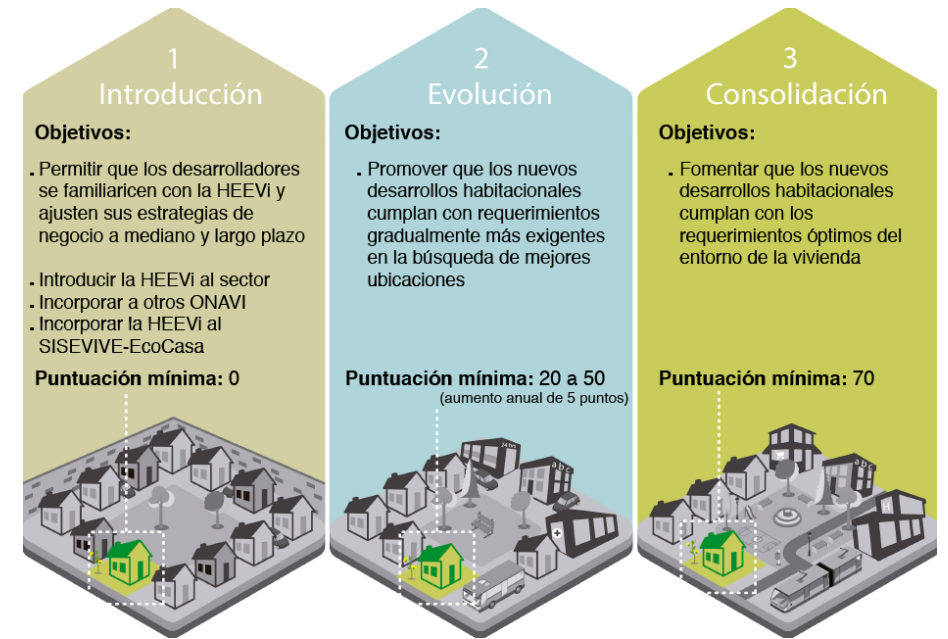 1
Introducción
Objetivos:
. Permitir que los desarrolladores
se familiaricen con la HEEVi y
ajusten sus estrategias de
negocio a mediano y largo plazo
. Introducir la HEEVi al sector
. Incorporar a otros ONAVI
. Incorporar la HEEVi al
SISEVIVE-EcoCasa
Puntuación mínima: 0
2
Evolución
Objetivos:
. Promover que los nuevos
desarrollos habitacionales
cumplan con requerimientos
gradualmente más exigentes
en la búsqueda de mejores
ubicaciones
Puntuación mínima: 20 a 50
(aumento anual de 5 puntos)
24 hrs
a b c
3
Consolidación
Objetivos:
. Fomentar que los nuevos
desarrollos habitacionales
cumplan con los
requerimientos óptimos del
entorno de la vivienda
Puntuación mínima: 70
a b c
H